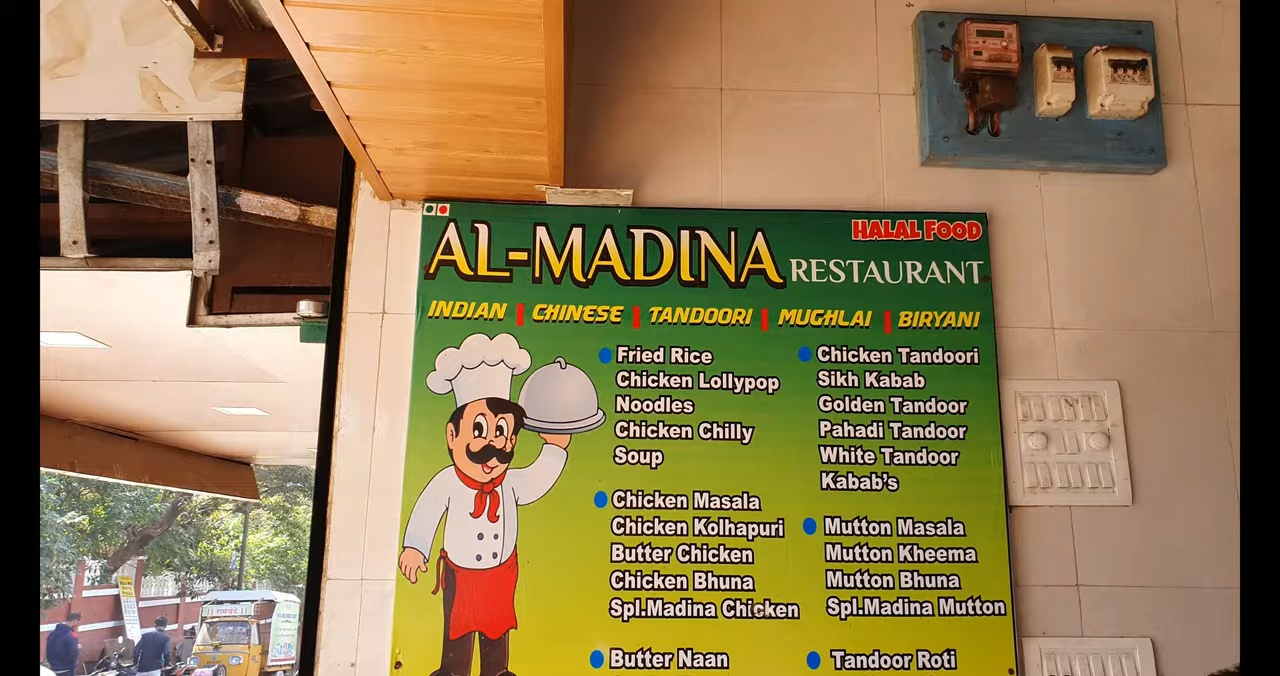 HALAL FOOD
AL-MADINA RESTAURANT
INDIAN | CHINESE | TANDOORI | MUGHLAI | BIRYANI
Fried Rice
Chicken Lollypop
Noodles
Chicken Chilly
Soup
Chicken Masala
Chicken Kolhapuri
Butter Chicken
Chicken Bhuna
Spl.Madina Chicken
Butter Naan
Chicken Tandoori
Sikh Kabab
Golden Tandoor
Pahadi Tandoor
White Tandoor
Kabab's
Mutton Masala
Mutton Kheema
Mutton Bhuna
Spl.Madina Mutton
Tandoor Roti